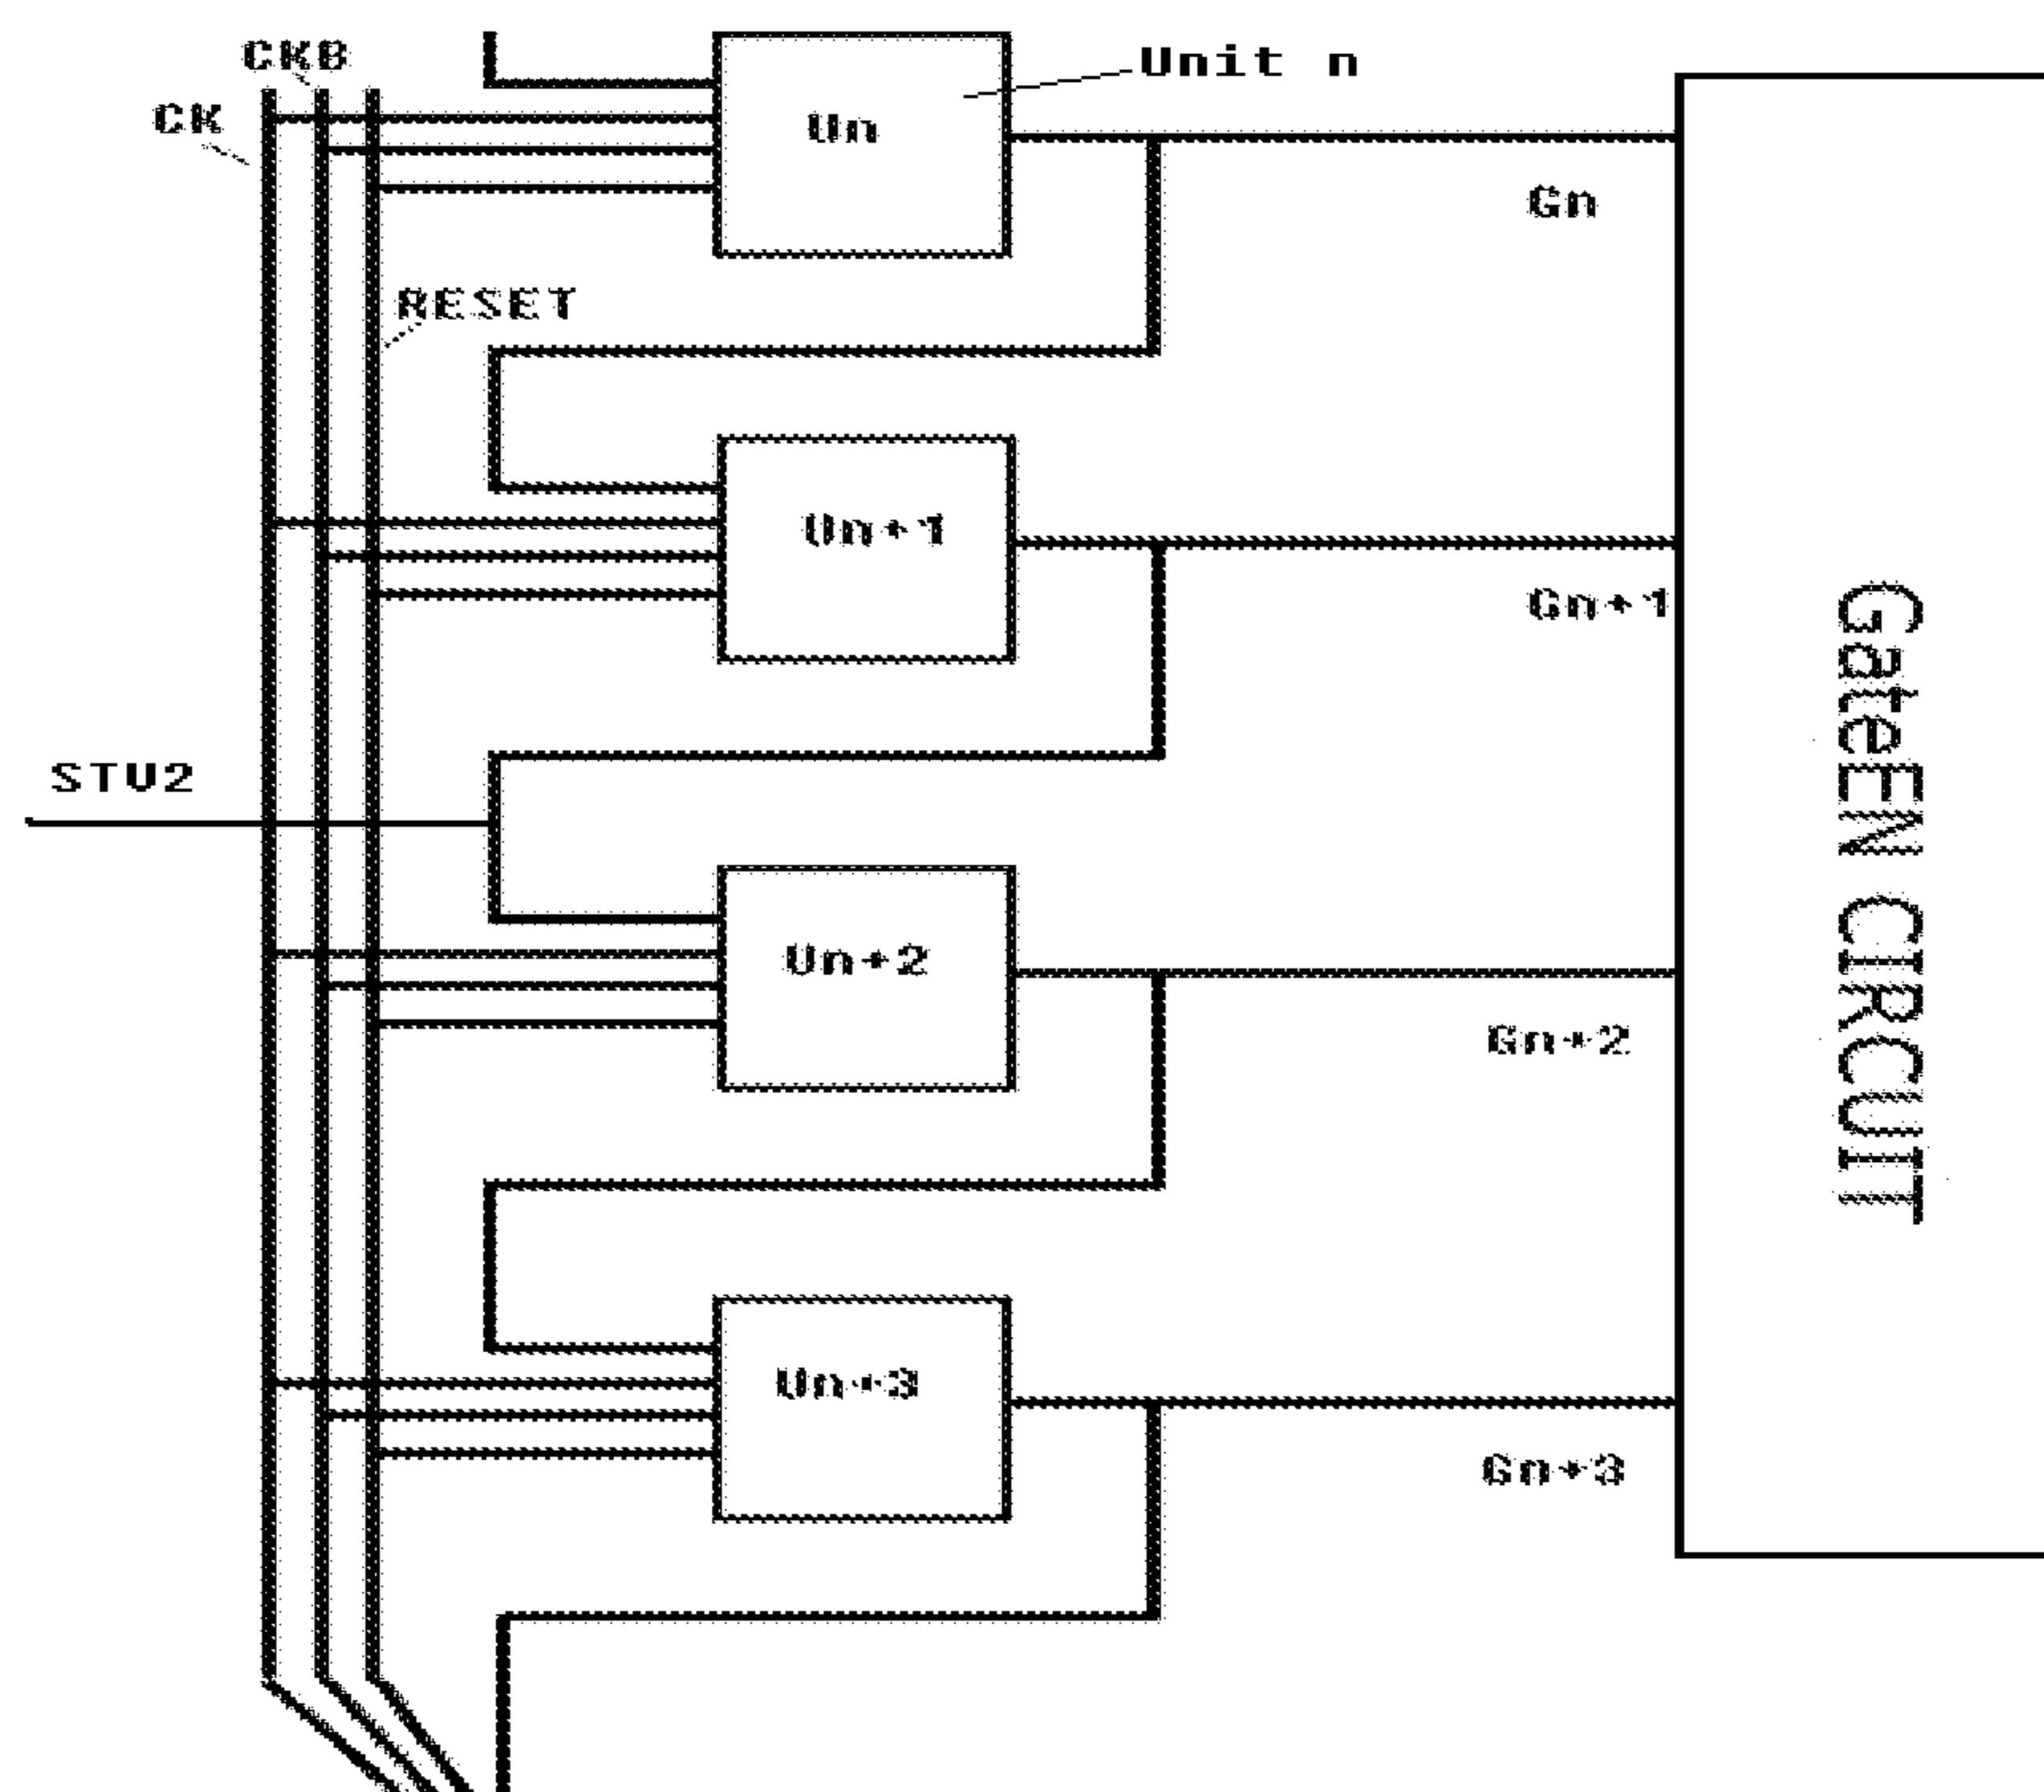 CKB
Unit n
CK
Un
Gn
RESET
Un+1
Gn+1
STV2
GateEN CIRCUIT
Un+2
Gn+2
Un+3
Gn+3